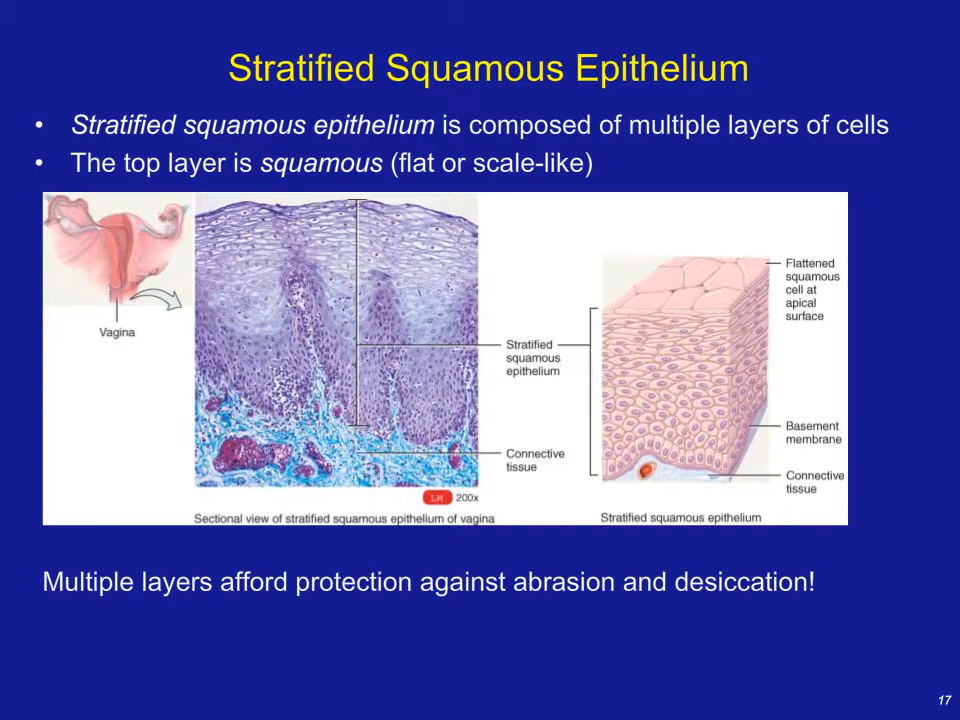 Stratified Squamous Epithelium
• Stratified squamous epithelium is composed of multiple layers of cells
• The top layer is squamous (flat or scale-like)
Vagina
Stratified
squamous
epithelium
Connective
tissue
LM 200x
Sectional view of stratified squamous epithelium of vagina
Flattened
squamous
cell at
apical
surface
Basement
membrane
Connective
tissue
Stratified squamous epithelium
Multiple layers afford protection against abrasion and desiccation!
17